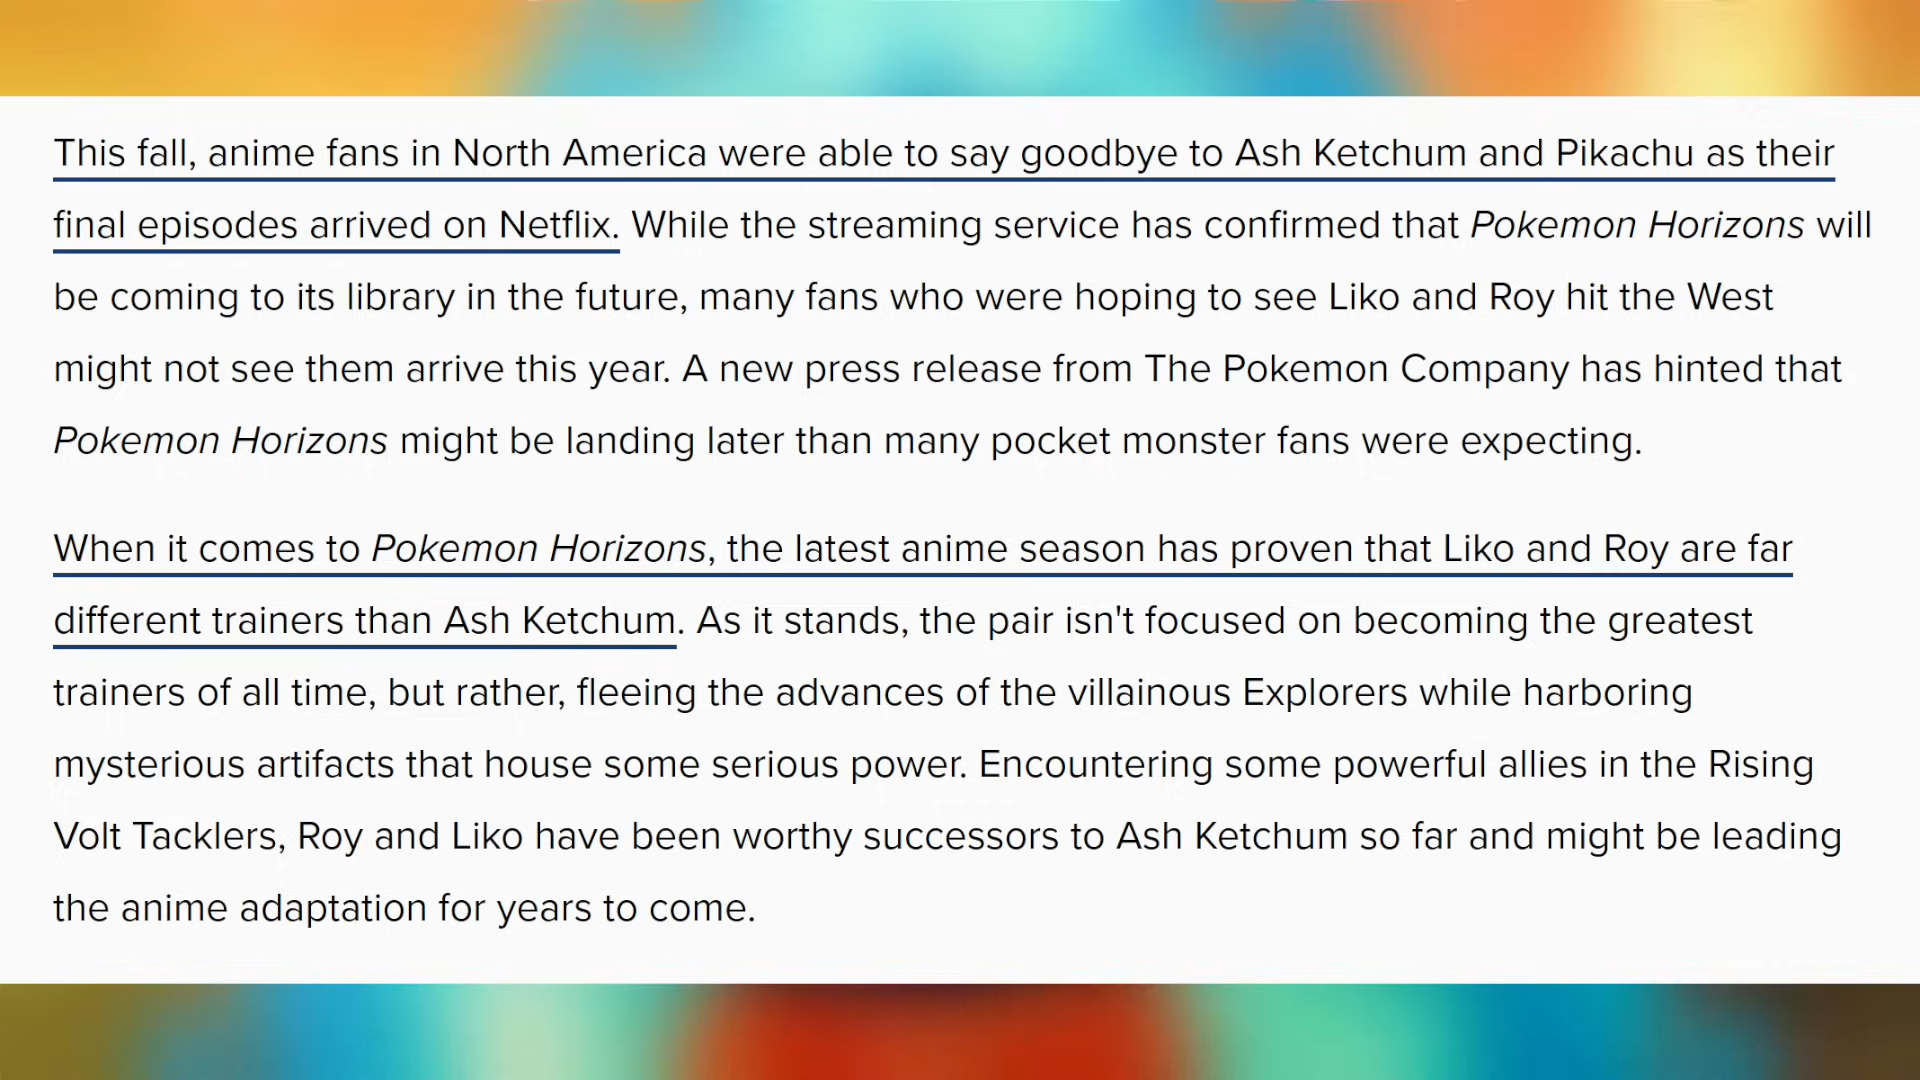 This fall, anime fans in North America were able to say goodbye to Ash Ketchum and Pikachu as their
final episodes arrived on Netflix. While the streaming service has confirmed that Pokemon Horizons will
be coming to its library in the future, many fans who were hoping to see Liko and Roy hit the West
might not see them arrive this year. A new press release from The Pokemon Company has hinted that
Pokemon Horizons might be landing later than many pocket monster fans were expecting.
When it comes to Pokemon Horizons, the latest anime season has proven that Liko and Roy are far
different trainers than Ash Ketchum. As it stands, the pair isn't focused on becoming the greatest
trainers of all time, but rather, fleeing the advances of the villainous Explorers while harboring
mysterious artifacts that house some serious power. Encountering some powerful allies in the Rising
Volt Tacklers, Roy and Liko have been worthy successors to Ash Ketchum so far and might be leading
the anime adaptation for years to come.